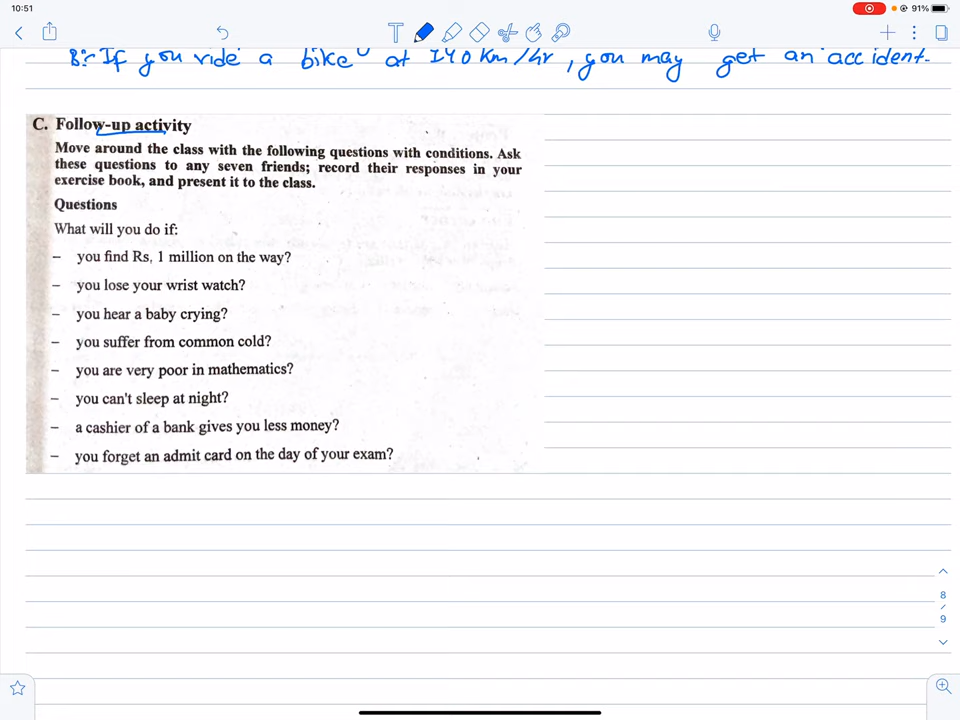 10:51
91%
B:- If you ride a bike at 140 Km/hr, you may get an accident.
C. Follow-up activity
Move around the class with the following questions with conditions. Ask
these questions to any seven friends; record their responses in your
exercise book, and present it to the class.
Questions
What will you do if:
– you find Rs, 1 million on the way?
– you lose your wrist watch?
– you hear a baby crying?
– you suffer from common cold?
– you are very poor in mathematics?
– you can't sleep at night?
– a cashier of a bank gives you less money?
– you forget an admit card on the day of your exam?
8
/
9